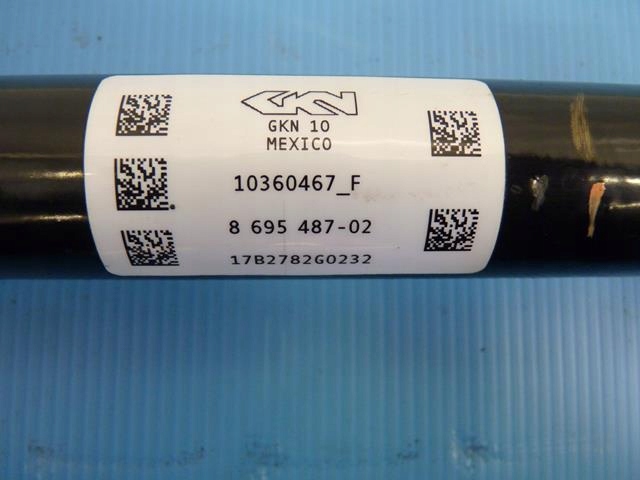 GKN
GKN 10
MEXICO
10360467_F
8 695 487-02
17B2782G0232